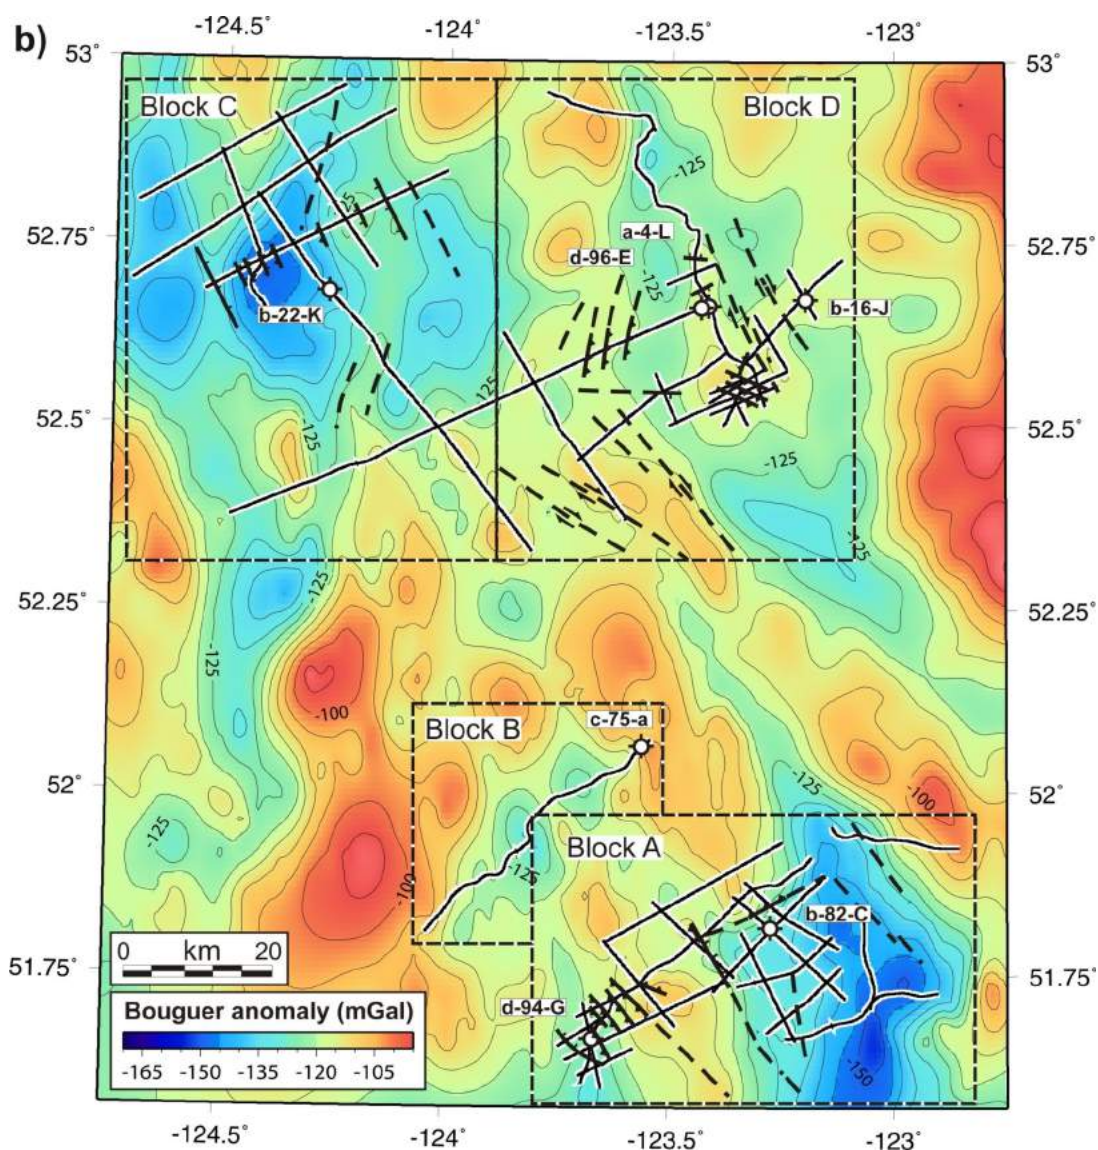 b)
-124.5° -124° -123.5° -123°
53° 53°
Block C Block D
-125
-125
a-4-L
52.75° 52.75°
d-96-E
-125
b-22-K b-16-J
125
52.5° 52.5°
-125
-125
-125
-125
52.25° 52.25°
-125
-100
c-75-a
Block B
52° 52°
-125
-100
-125
Block A
-125
-100
b-82-C
0 km 20
51.75° 51.75°
d-94-G
Bouguer anomaly (mGal)
-165 -150 -135 -120 -105
-150
-124.5° -124° -123.5° -123°